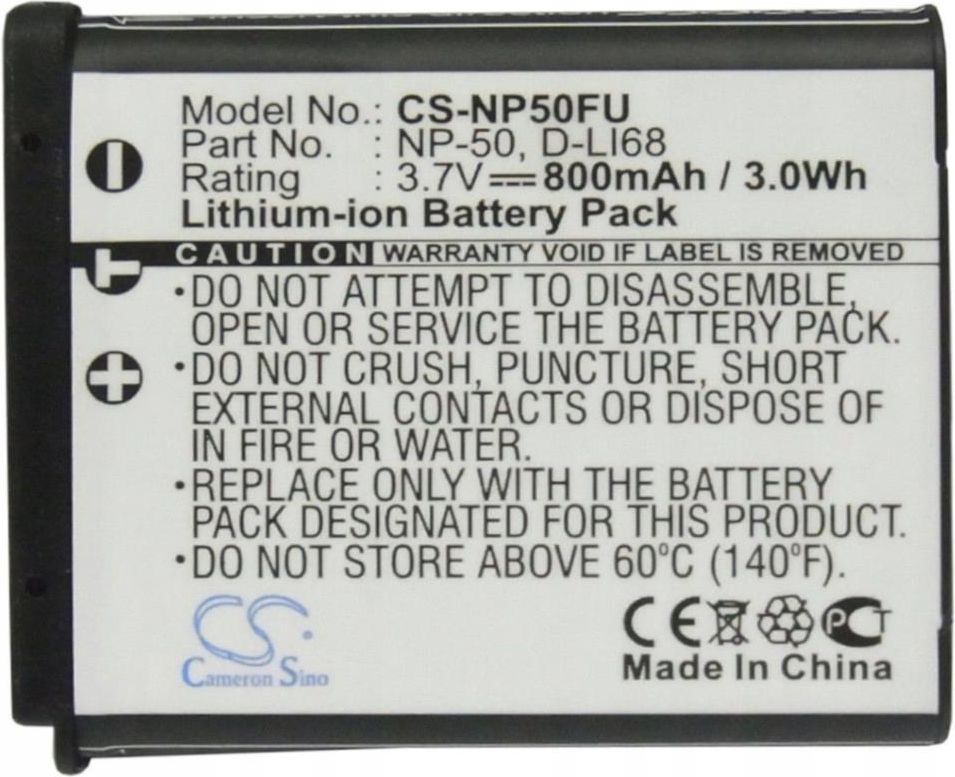 Model No.: CS-NP50FU
Part No. : NP-50, D-LI68
Rating : 3.7V⎓800mAh / 3.0Wh
Lithium-ion Battery Pack
CAUTION WARRANTY VOID IF LABEL IS REMOVED
T
•DO NOT ATTEMPT TO DISASSEMBLE,
OPEN OR SERVICE THE BATTERY PACK.
•DO NOT CRUSH, PUNCTURE, SHORT
EXTERNAL CONTACTS OR DISPOSE OF
IN FIRE OR WATER.
•REPLACE ONLY WITH THE BATTERY
PACK DESIGNATED FOR THIS PRODUCT.
•DO NOT STORE ABOVE 60°C (140°F).
CS
Cameron Sino
CE PCT
Made In China